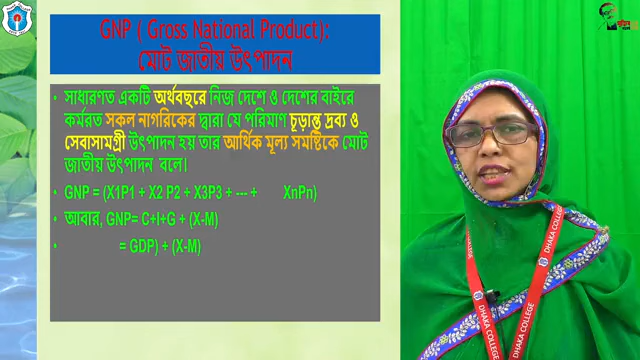 GNP ( Gross National Product):
মোট জাতীয় উৎপাদন
• সাধারণত একটি অর্থবছরে নিজ দেশে ও দেশের বাইরে
কর্মরত সকল নাগরিকের দ্বারা যে পরিমাণ চূড়ান্ত দ্রব্য ও
সেবাসামগ্রী উৎপাদন হয় তার আর্থিক মূল্য সমষ্টিকে মোট
জাতীয় উৎপাদন বলে।
• GNP = (X1P1 + X2 P2 + X3P3 + --- + XnPn)
• আবার, GNP= C+I+G + (X-M)
• = GDP) + (X-M)
DHAKA COLLEGE
DHAKA COLLEGE